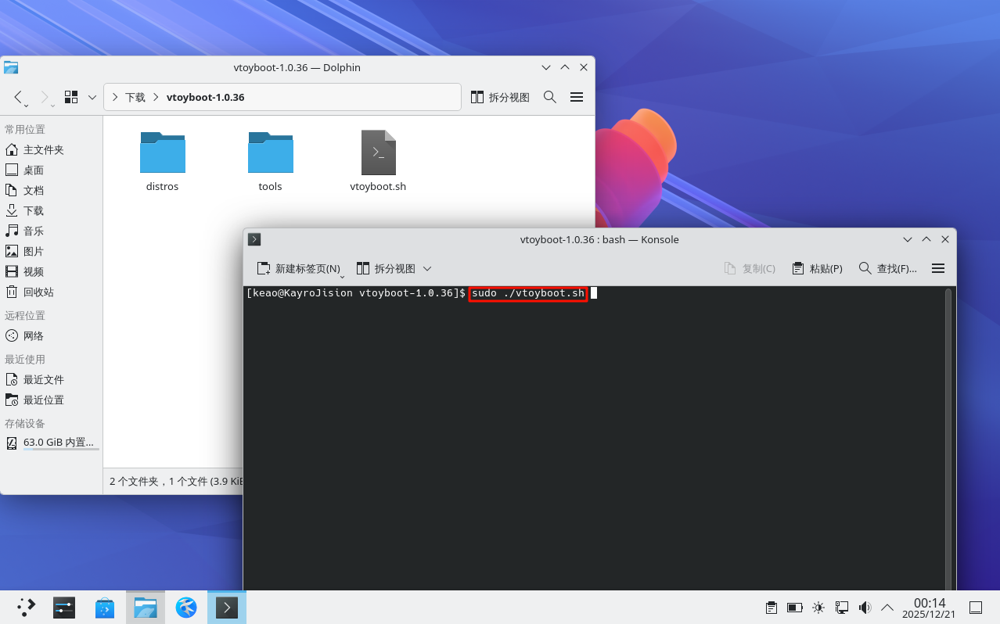 vtoyboot-1.0.36 — Dolphin
下载 vtoyboot-1.0.36
拆分视图
常用位置
主文件夹
桌面
文档
下载
音乐
图片
视频
回收站
远程位置
网络
最近使用
最近文件
最近位置
存储设备
63.0 GiB 内置...
distros
tools
vtoyboot.sh
2 个文件夹，1 个文件 (3.9 KiB
vtoyboot-1.0.36 : bash — Konsole
新建标签页(N)
拆分视图
复制(C)
粘贴(P)
查找(F)...
[keao@KayroJision vtoyboot-1.0.36]$ sudo ./vtoyboot.sh
00:14
2025/12/21